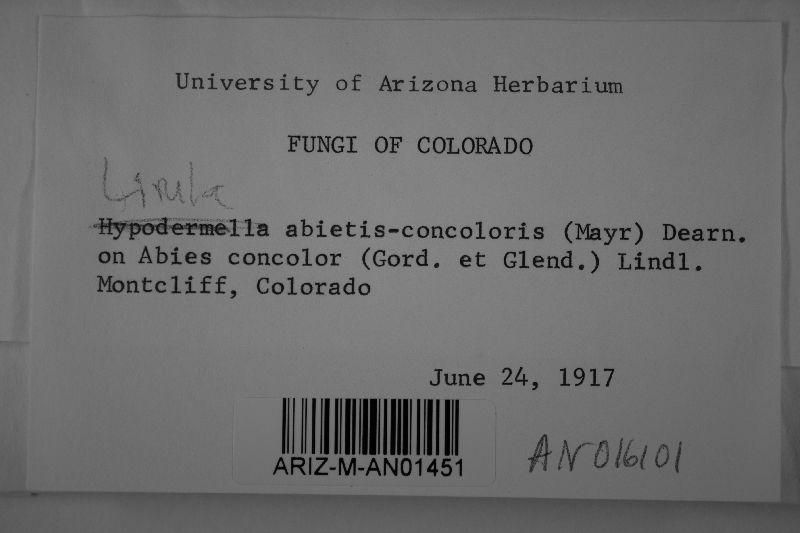 University of Arizona Herbarium
FUNGI OF COLORADO
Lirula
Hypodermella abietis-concoloris (Mayr) Dearn.
on Abies concolor (Gord. et Glend.) Lindl.
Montcliff, Colorado
June 24, 1917
ARIZ-M-AN01451
AN016101